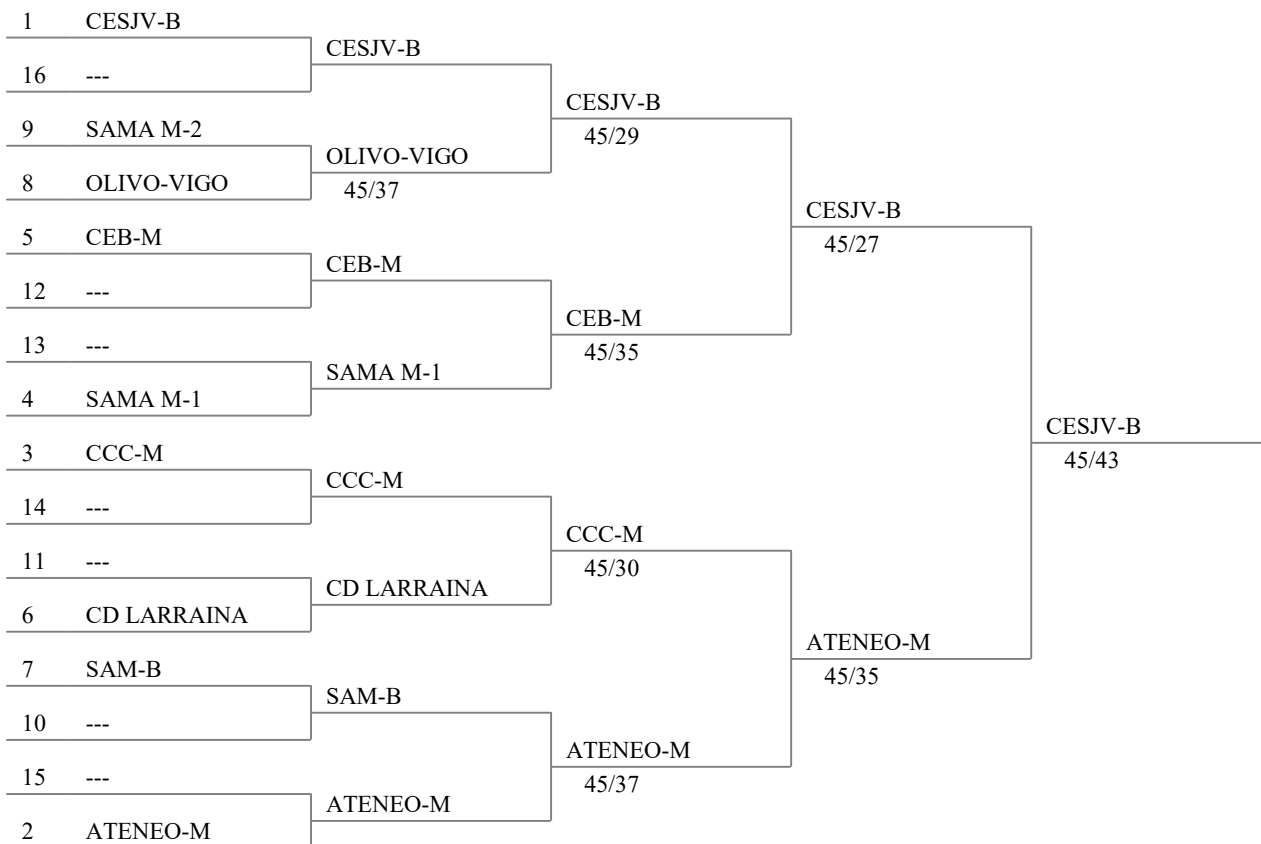 1 CESJV-B
16 ---
9 SAMA M-2
8 OLIVO-VIGO
5 CEB-M
12 ---
13 ---
4 SAMA M-1
3 CCC-M
14 ---
11 ---
6 CD LARRAINA
7 SAM-B
10 ---
15 ---
2 ATENEO-M
CESJV-B
OLIVO-VIGO
45/37
CEB-M
SAMA M-1
CCC-M
CD LARRAINA
SAM-B
ATENEO-M
CESJV-B
45/29
CEB-M
45/35
CCC-M
45/30
ATENEO-M
45/37
CESJV-B
45/27
ATENEO-M
45/35
CESJV-B
45/43